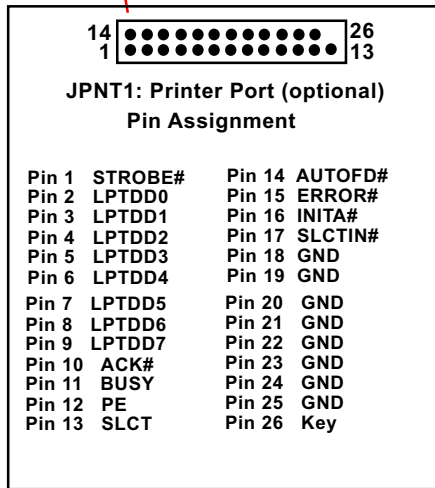 14 26
1 13
JPNT1: Printer Port (optional)
Pin Assignment
Pin 1 STROBE# Pin 14 AUTOFD#
Pin 2 LPTDD0 Pin 15 ERROR#
Pin 3 LPTDD1 Pin 16 INITA#
Pin 4 LPTDD2 Pin 17 SLCTIN#
Pin 5 LPTDD3 Pin 18 GND
Pin 6 LPTDD4 Pin 19 GND
Pin 7 LPTDD5 Pin 20 GND
Pin 8 LPTDD6 Pin 21 GND
Pin 9 LPTDD7 Pin 22 GND
Pin 10 ACK# Pin 23 GND
Pin 11 BUSY Pin 24 GND
Pin 12 PE Pin 25 GND
Pin 13 SLCT Pin 26 Key